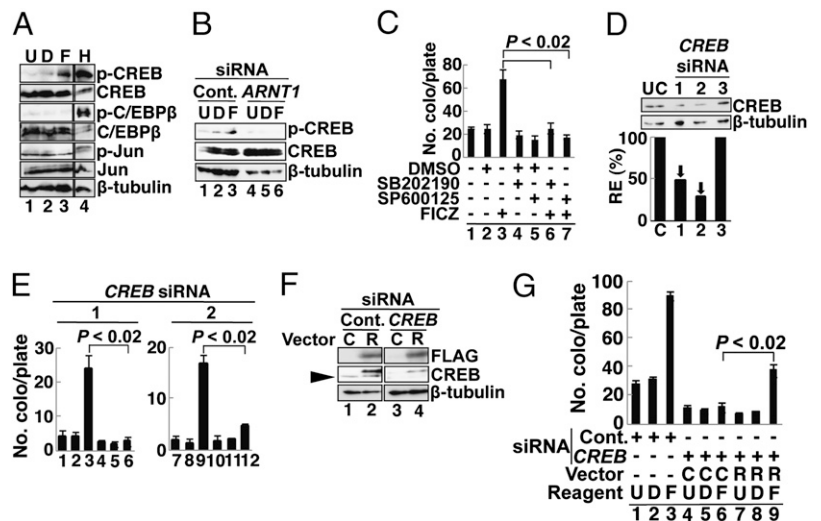 A
U D F H
p-CREB
CREB
p-C/EBPβ
C/EBPβ
p-Jun
Jun
β-tubulin
1 2 3 4
B
siRNA
Cont. ARNT1
U D F U D F
p-CREB
CREB
β-tubulin
1 2 3 4 5 6
C
No. colo/plate
80
60
40
20
0
P < 0.02
DMSO - + - + + - -
SB202190 - - - + - + -
SP600125 - - - - + - +
FICZ - - + - - + +
1 2 3 4 5 6 7
D
CREB
siRNA
UC 1 2 3
CREB
β-tubulin
RE (%)
100
50
0
C 1 2 3
E
CREB siRNA
1
2
No. colo/plate
30
20
10
0
P < 0.02
1 2 3 4 5 6
20
10
0
P < 0.02
7 8 9 10 11 12
F
siRNA
Cont. CREB
Vector C R C R
FLAG
CREB
β-tubulin
1 2 3 4
G
No. colo/plate
100
80
60
40
20
0
P < 0.02
siRNA
Cont. + + + - - - - - -
CREB - - - + + + + + +
Vector - - - C C C R R R
Reagent U D F U D F U D F
1 2 3 4 5 6 7 8 9